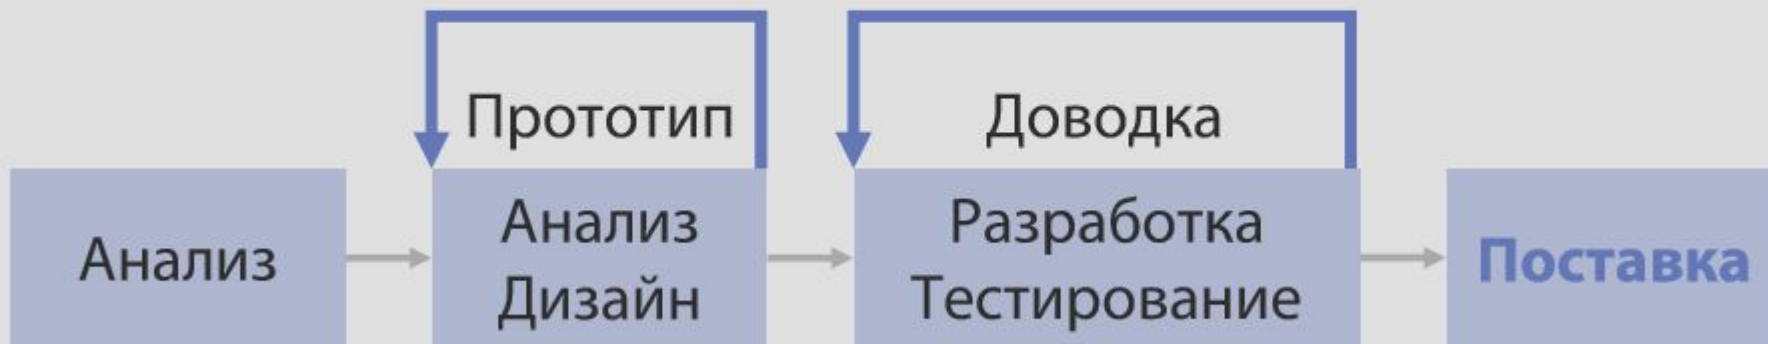 Прототип
Доводка
Анализ
Анализ
Дизайн
Разработка
Тестирование
Поставка